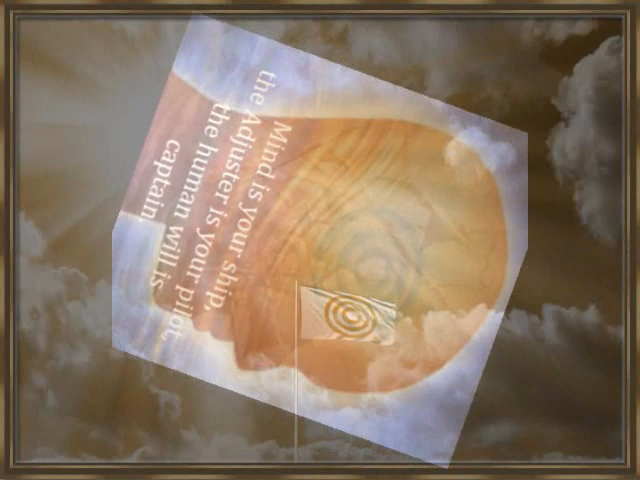 Mind is your ship,
the Adjuster is your pilot,
the human will is
captain